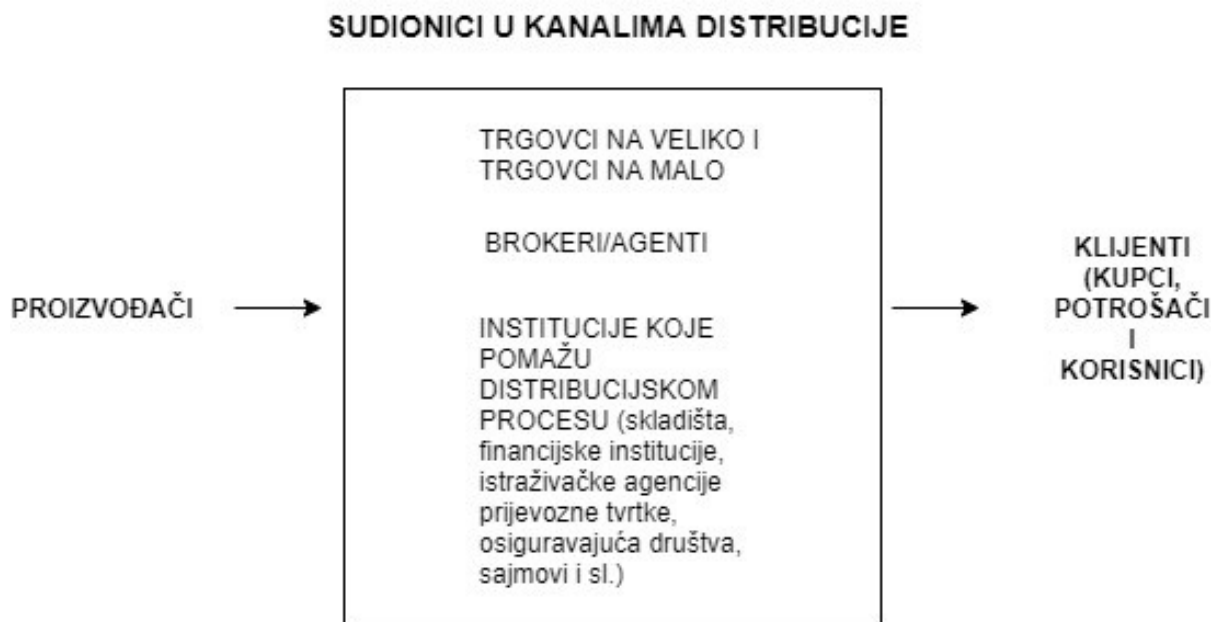 SUDIONICI U KANALIMA DISTRIBUCIJE
PROIZVOĐAČI
TRGOVCI NA VELIKO I
TRGOVCI NA MALO
BROKERI/AGENTI
INSTITUCIJE KOJE
POMAŽU
DISTRIBUCIJSKOM
PROCESU (skladišta,
financijske institucije,
istraživačke agencije
prijevozne tvrtke,
osiguravajuća društva,
sajmovi i sl.)
KLIJENTI
(KUPCI,
POTROŠAČI
I
KORISNICI)